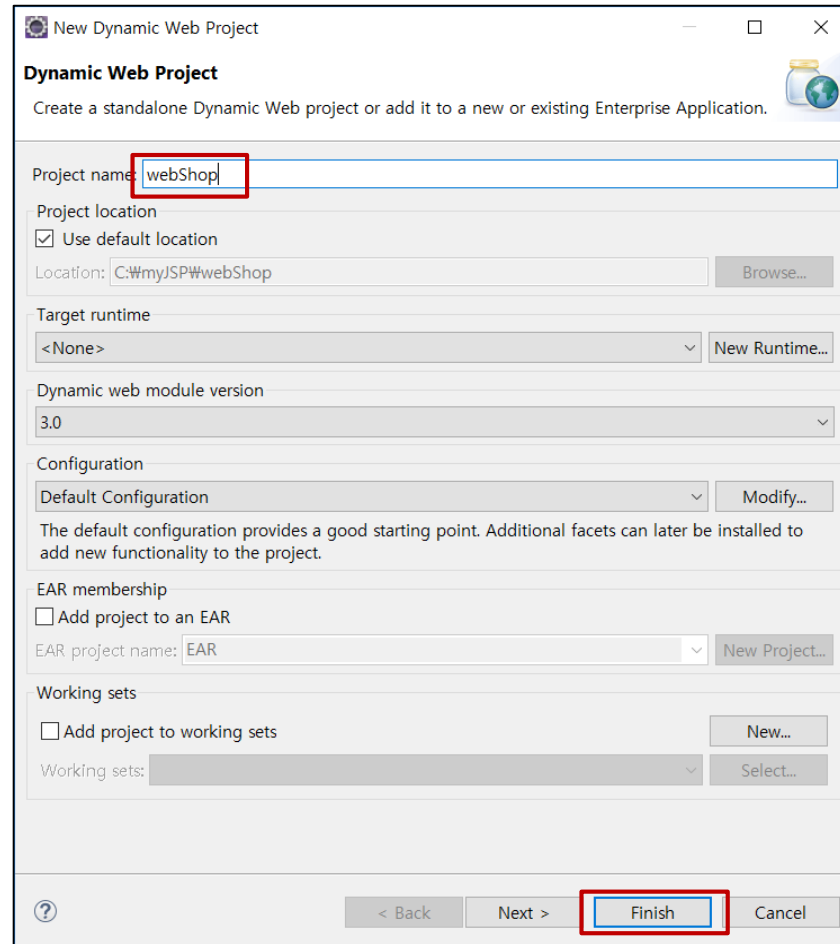 New Dynamic Web Project
Dynamic Web Project
Create a standalone Dynamic Web project or add it to a new or existing Enterprise Application.
Project name: webShop
Project location
Use default location
Location: C:₩myJSP₩webShop Browse...
Target runtime
<None> New Runtime...
Dynamic web module version
3.0
Configuration
Default Configuration Modify...
The default configuration provides a good starting point. Additional facets can later be installed to
add new functionality to the project.
EAR membership
Add project to an EAR
EAR project name: EAR New Project...
Working sets
Add project to working sets New...
Working sets: Select...
? < Back Next > Finish Cancel